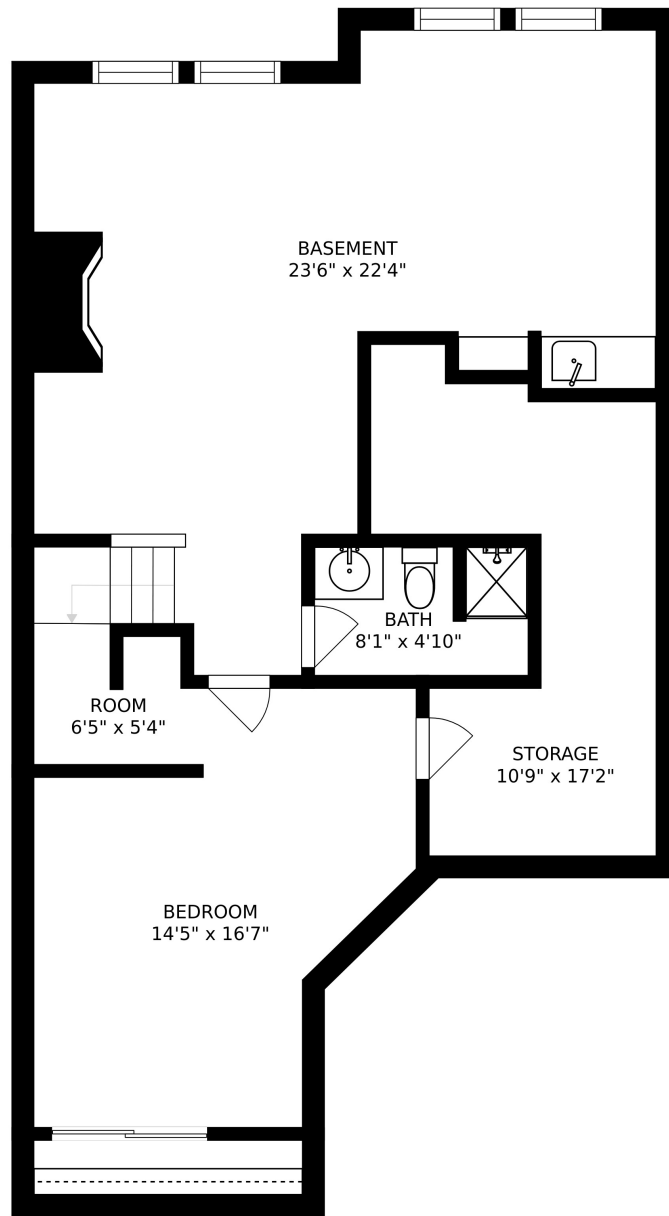 BASEMENT
23'6" x 22'4"
BATH
8'1" x 4'10"
ROOM
6'5" x 5'4"
STORAGE
10'9" x 17'2"
BEDROOM
14'5" x 16'7"